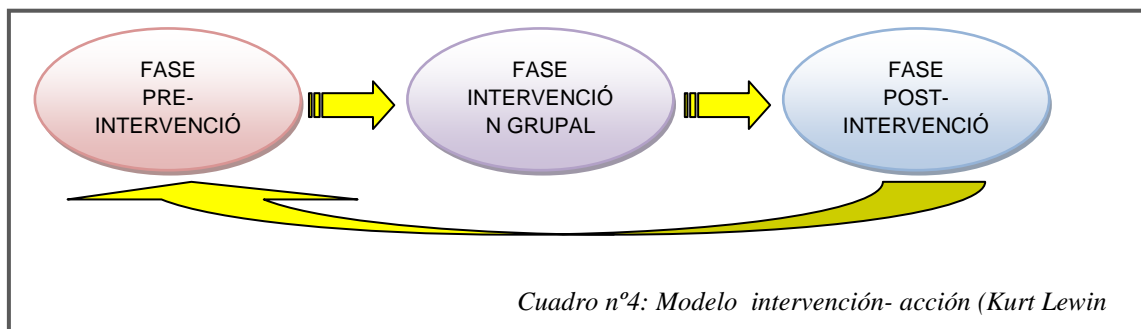 FASE
PRE-
INTERVENCIÓ
FASE
INTERVENCIÓ
N GRUPAL
FASE
POST-
INTERVENCIÓ
Cuadro nº4: Modelo  intervención- acción (Kurt Lewin